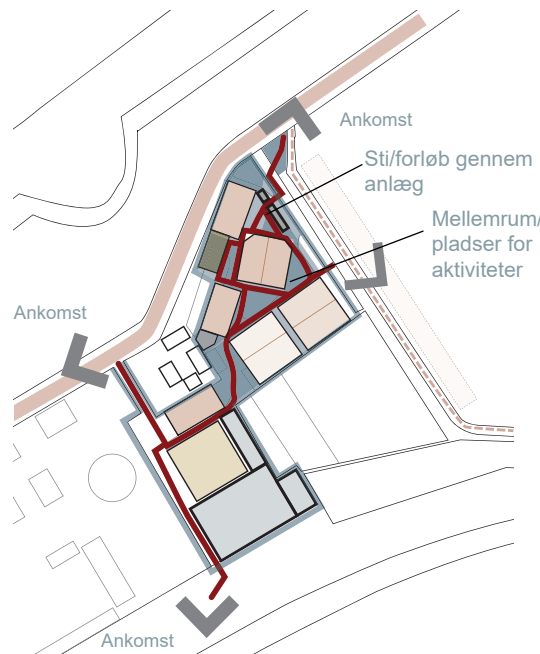 Ankomst
Sti/forløb gennem
anlæg
Mellemrum/
pladser for
aktiviteter
Ankomst
Ankomst